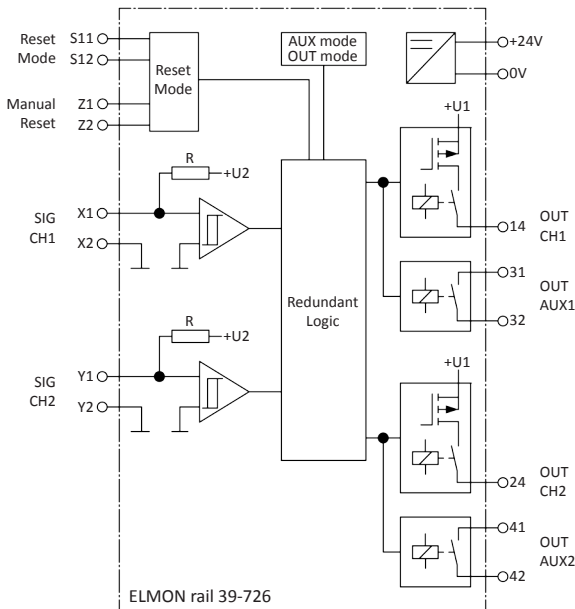 Reset
Mode
S11
S12
Manual
Reset
Z1
Z2
Reset
Mode
AUX mode
OUT mode
+24V
0V
R
+U2
SIG
CH1
X1
X2
R
+U2
SIG
CH2
Y1
Y2
Redundant
Logic
+U1
14
OUT
CH1
31
32
OUT
AUX1
+U1
24
OUT
CH2
41
42
OUT
AUX2
ELMON rail 39-726